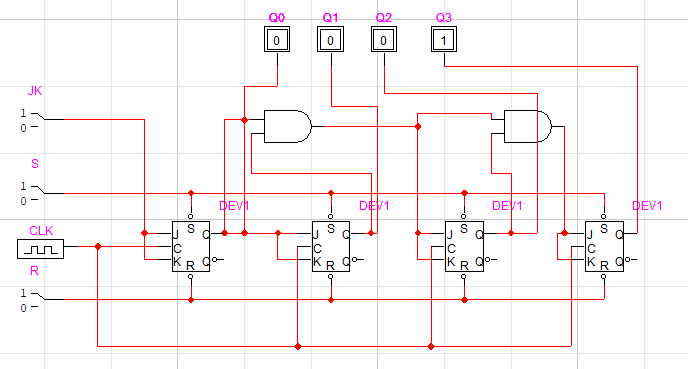 Q0 Q1 Q2 Q3
0 0 0 1
JK
1
0
S
1
0
DEV1 DEV1 DEV1 DEV1
CLK
S S S S
J Q J Q J Q J Q
C C C C
K R Q K R Q K R Q K R Q
R
1
0